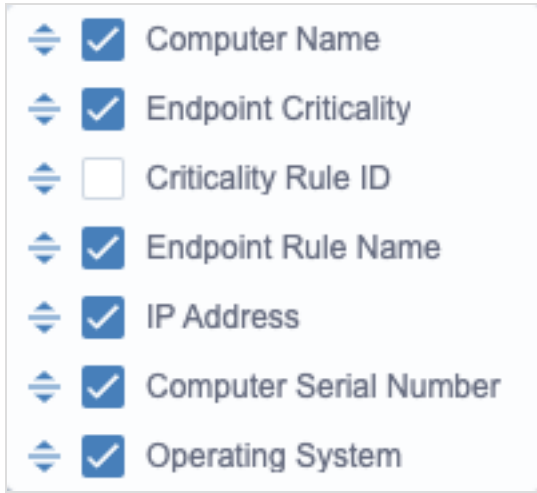 Computer Name
Endpoint Criticality
Criticality Rule ID
Endpoint Rule Name
IP Address
Computer Serial Number
Operating System